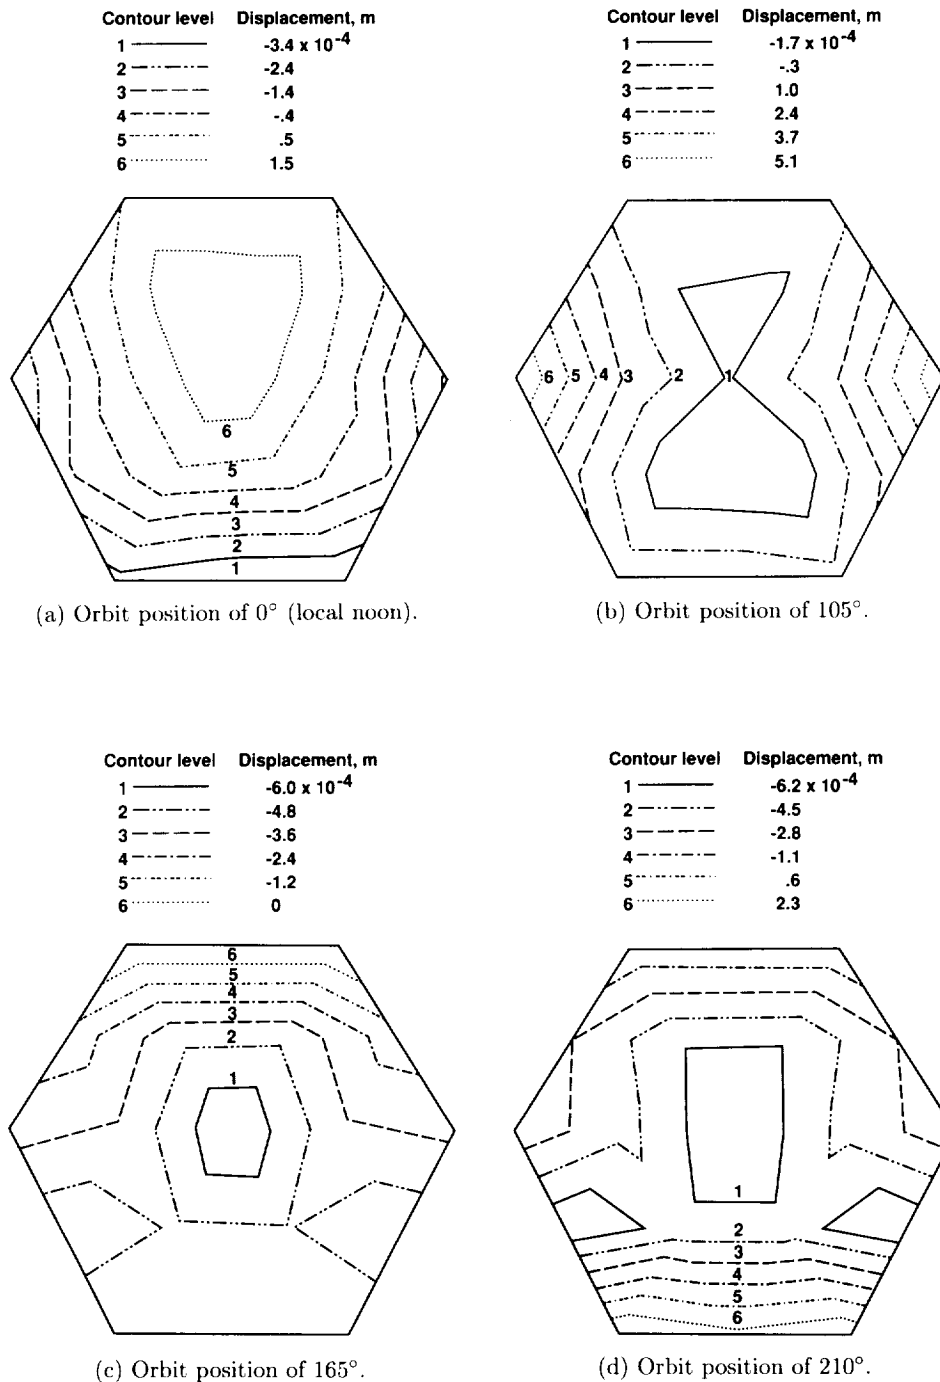 Contour level Displacement, m
1 -3.4 x 10-4
2 -2.4
3 -1.4
4 -.4
5 .5
6 1.5
6
5
4
3
2
1
(a) Orbit position of 0° (local noon).
Contour level Displacement, m
1 -1.7 x 10-4
2 -.3
3 1.0
4 2.4
5 3.7
6 5.1
6 5 4 3 2 1
(b) Orbit position of 105°.
Contour level Displacement, m
1 -6.0 x 10-4
2 -4.8
3 -3.6
4 -2.4
5 -1.2
6 0
6
5
4
3
2
1
(c) Orbit position of 165°.
Contour level Displacement, m
1 -6.2 x 10-4
2 -4.5
3 -2.8
4 -1.1
5 .6
6 2.3
1
2
3
4
5
6
(d) Orbit position of 210°.